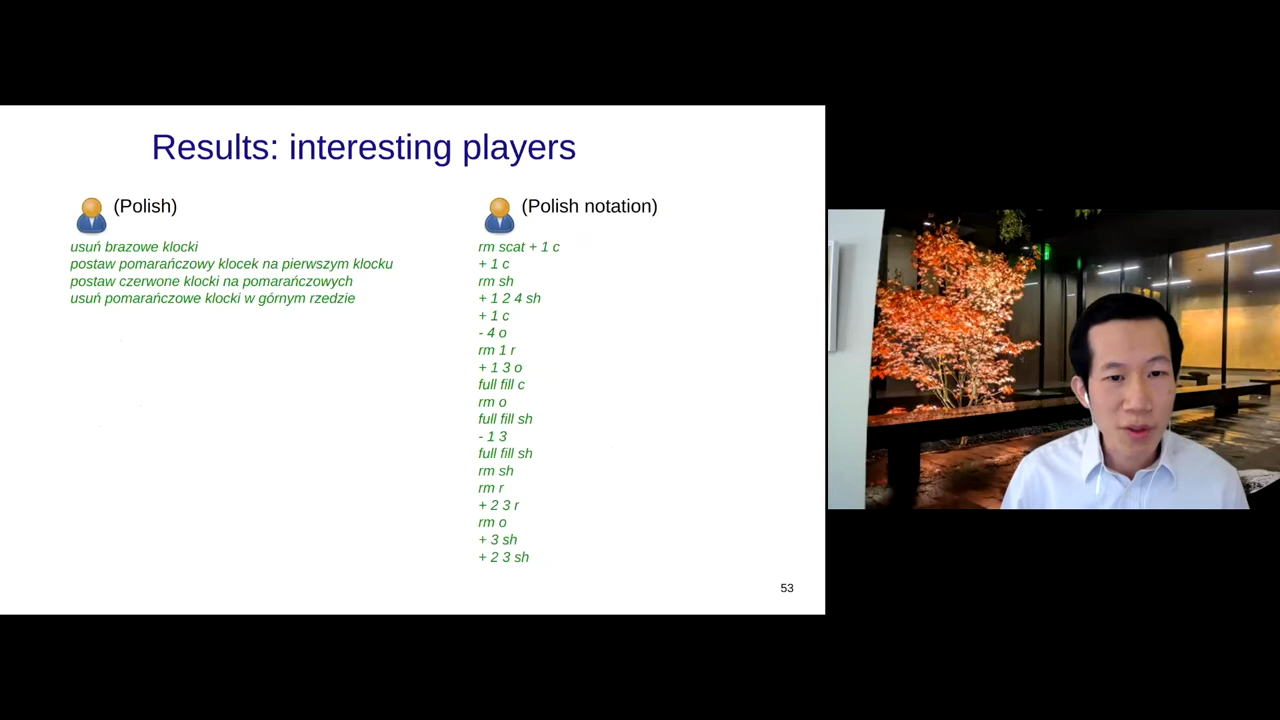 Results: interesting players
(Polish)
usuń brazowe klocki
postaw pomarańczowy klocek na pierwszym klocku
postaw czerwone klocki na pomarańczowych
usuń pomarańczowe klocki w górnym rzedzie
(Polish notation)
rm scat + 1 c
+ 1 c
rm sh
+ 1 2 4 sh
+ 1 c
- 4 o
rm 1 r
+ 1 3 o
full fill c
rm o
full fill sh
- 1 3
full fill sh
rm sh
rm r
+ 2 3 r
rm o
+ 3 sh
+ 2 3 sh
53